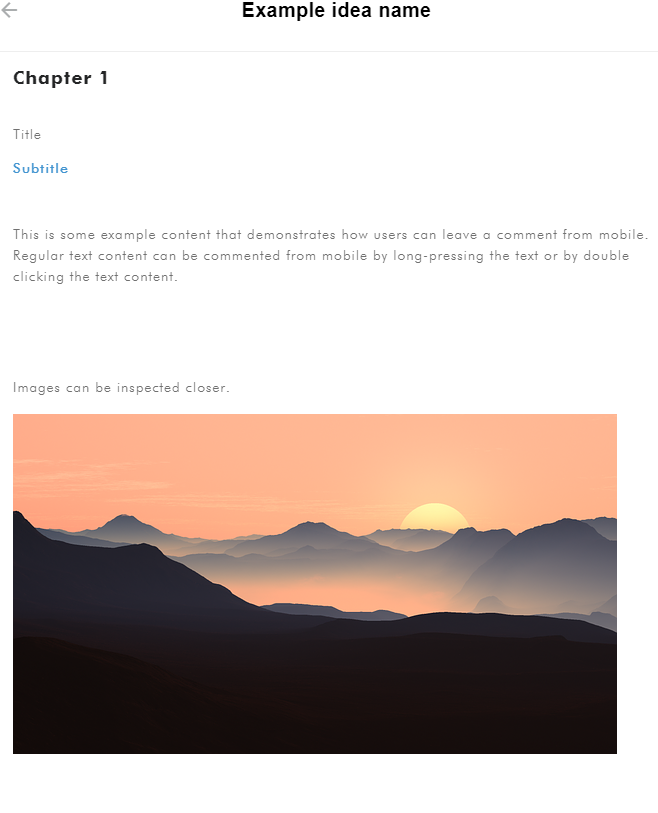 Example idea name
Chapter 1
Title
Subtitle
This is some example content that demonstrates how users can leave a comment from mobile.
Regular text content can be commented from mobile by long-pressing the text or by double
clicking the text content.
Images can be inspected closer.